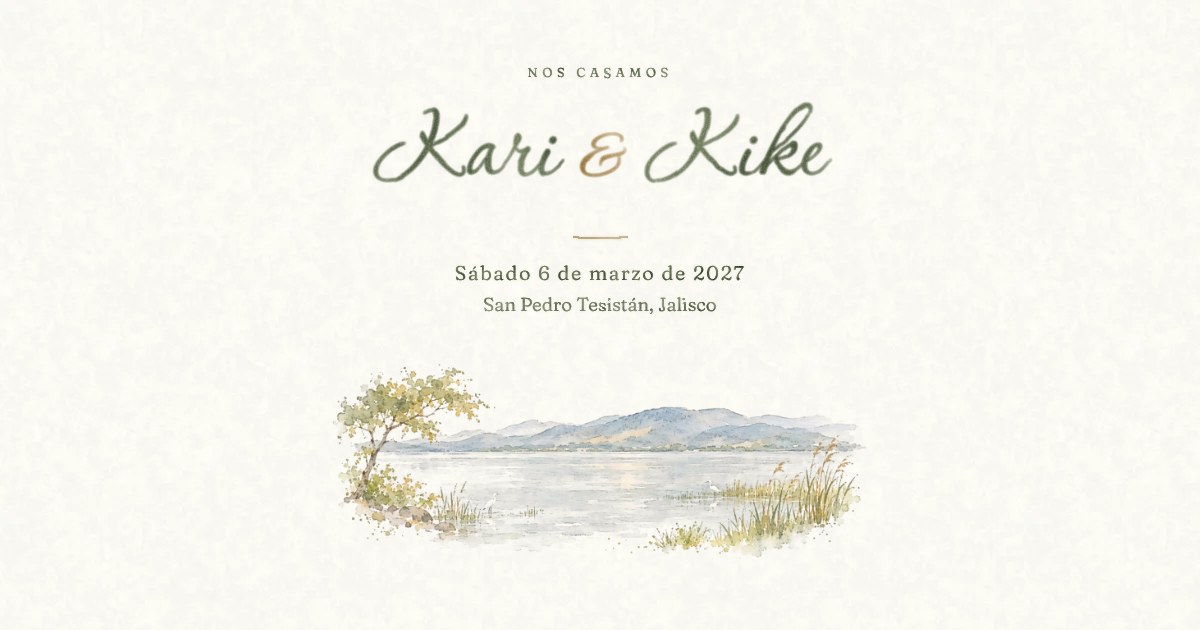 NOS CASAMOS
Kari & Kike
Sábado 6 de marzo de 2027
San Pedro Tesistán, Jalisco